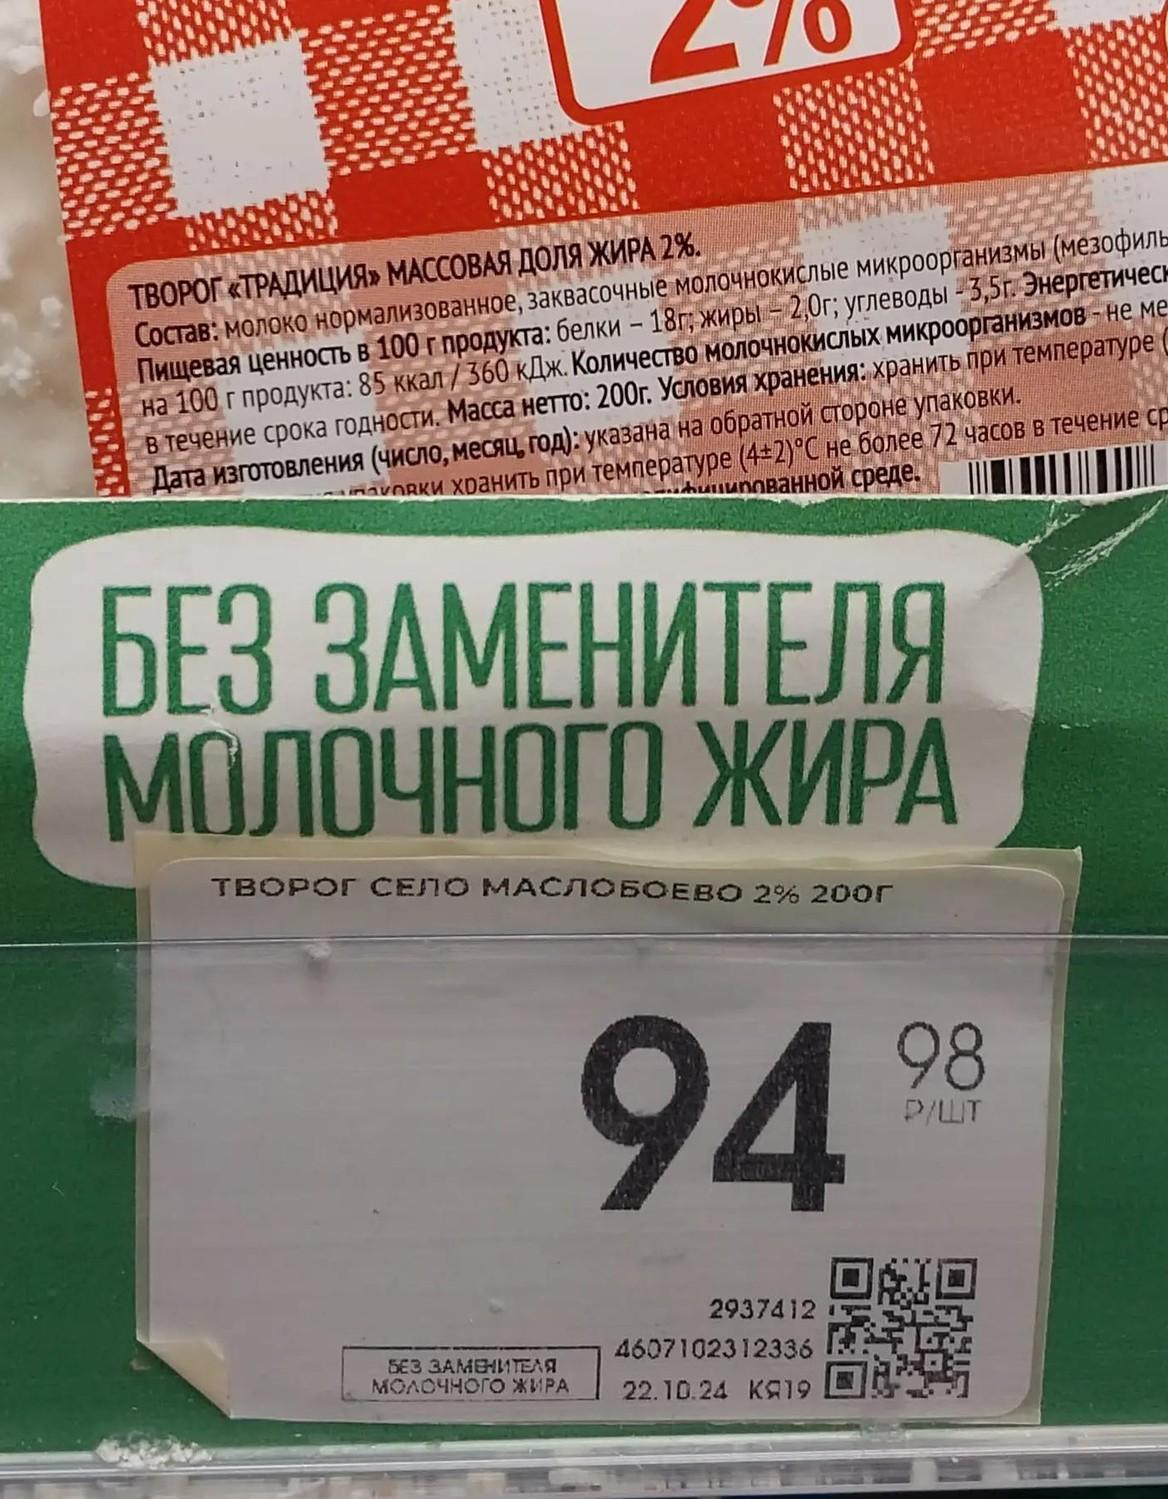 2%
ТВОРОГ «ТРАДИЦИЯ» МАССОВАЯ ДОЛЯ ЖИРА 2%.
Состав: молоко нормализованное, заквасочные молочнокислые микроорганизмы (мезофиль
Пищевая ценность в 100 г продукта: белки – 18г; жиры – 2,0г; углеводы - 3,5г. Энергетическ
на 100 г продукта: 85 ккал / 360 кДж. Количество молочнокислых микроорганизмов - не ме
в течение срока годности. Масса нетто: 200г. Условия хранения: хранить при температуре (
Дата изготовления (число, месяц, год): указана на обратной стороне упаковки.
упаковки хранить при температуре (4±2)°С не более 72 часов в течение ср
среде.
БЕЗ ЗАМЕНИТЕЛЯ
МОЛОЧНОГО ЖИРА
ТВОРОГ СЕЛО МАСЛОБОЕВО 2% 200Г
94 98
Р/ШТ
2937412
4607102312336
22.10.24 КЯ19
БЕЗ ЗАМЕНИТЕЛЯ
МОЛОЧНОГО ЖИРА